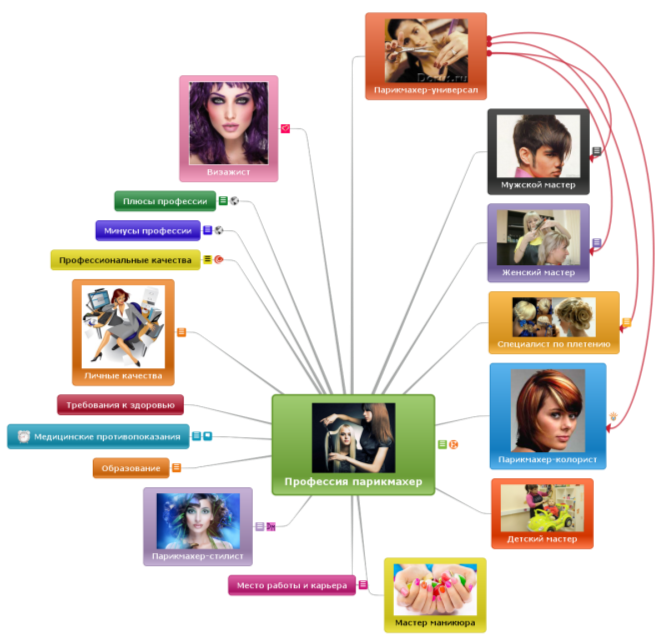 Парикмахер-универсал
Визажист
Мужской мастер
Плюсы профессии
Минусы профессии
Профессиональные качества
Женский мастер
Специалист по плетению
Личные качества
Требования к здоровью
Медицинские противопоказания
Образование
Профессия парикмахер
Парикмахер-колорист
Парикмахер-стилист
Детский мастер
Место работы и карьера
Мастер маникюра